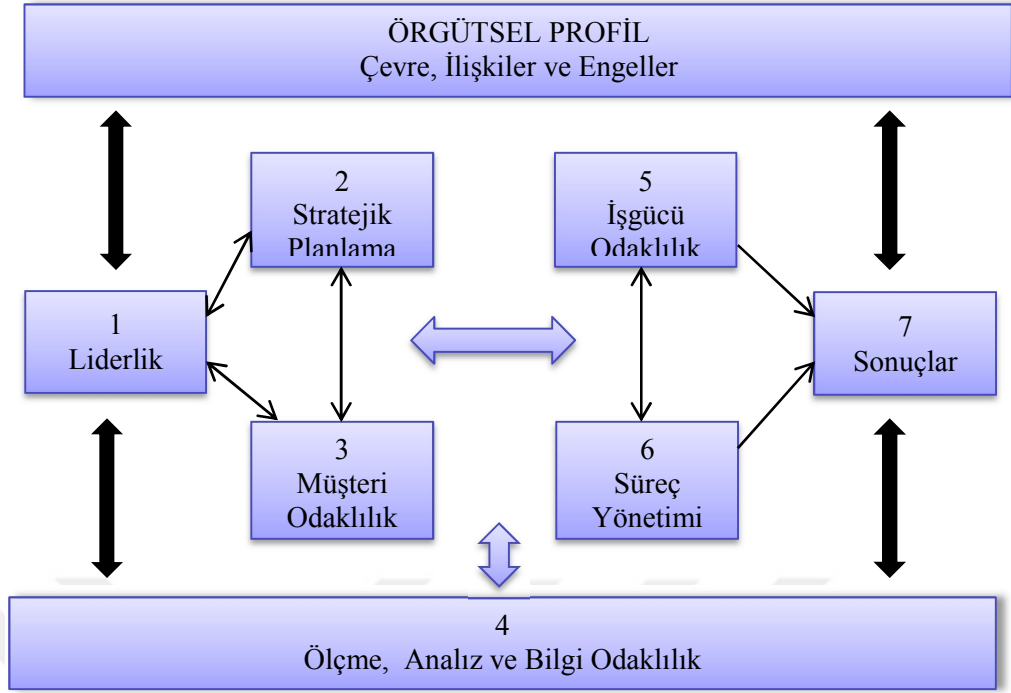 ÖRGÜTSEL PROFİL
Çevre, İlişkiler ve Engeller
2
Stratejik
Planlama
5
İşgücü
Odaklılık
1
Liderlik
7
Sonuçlar
3
Müşteri
Odaklılık
6
Süreç
Yönetimi
4
Ölçme, Analız ve Bilgi Odaklılık